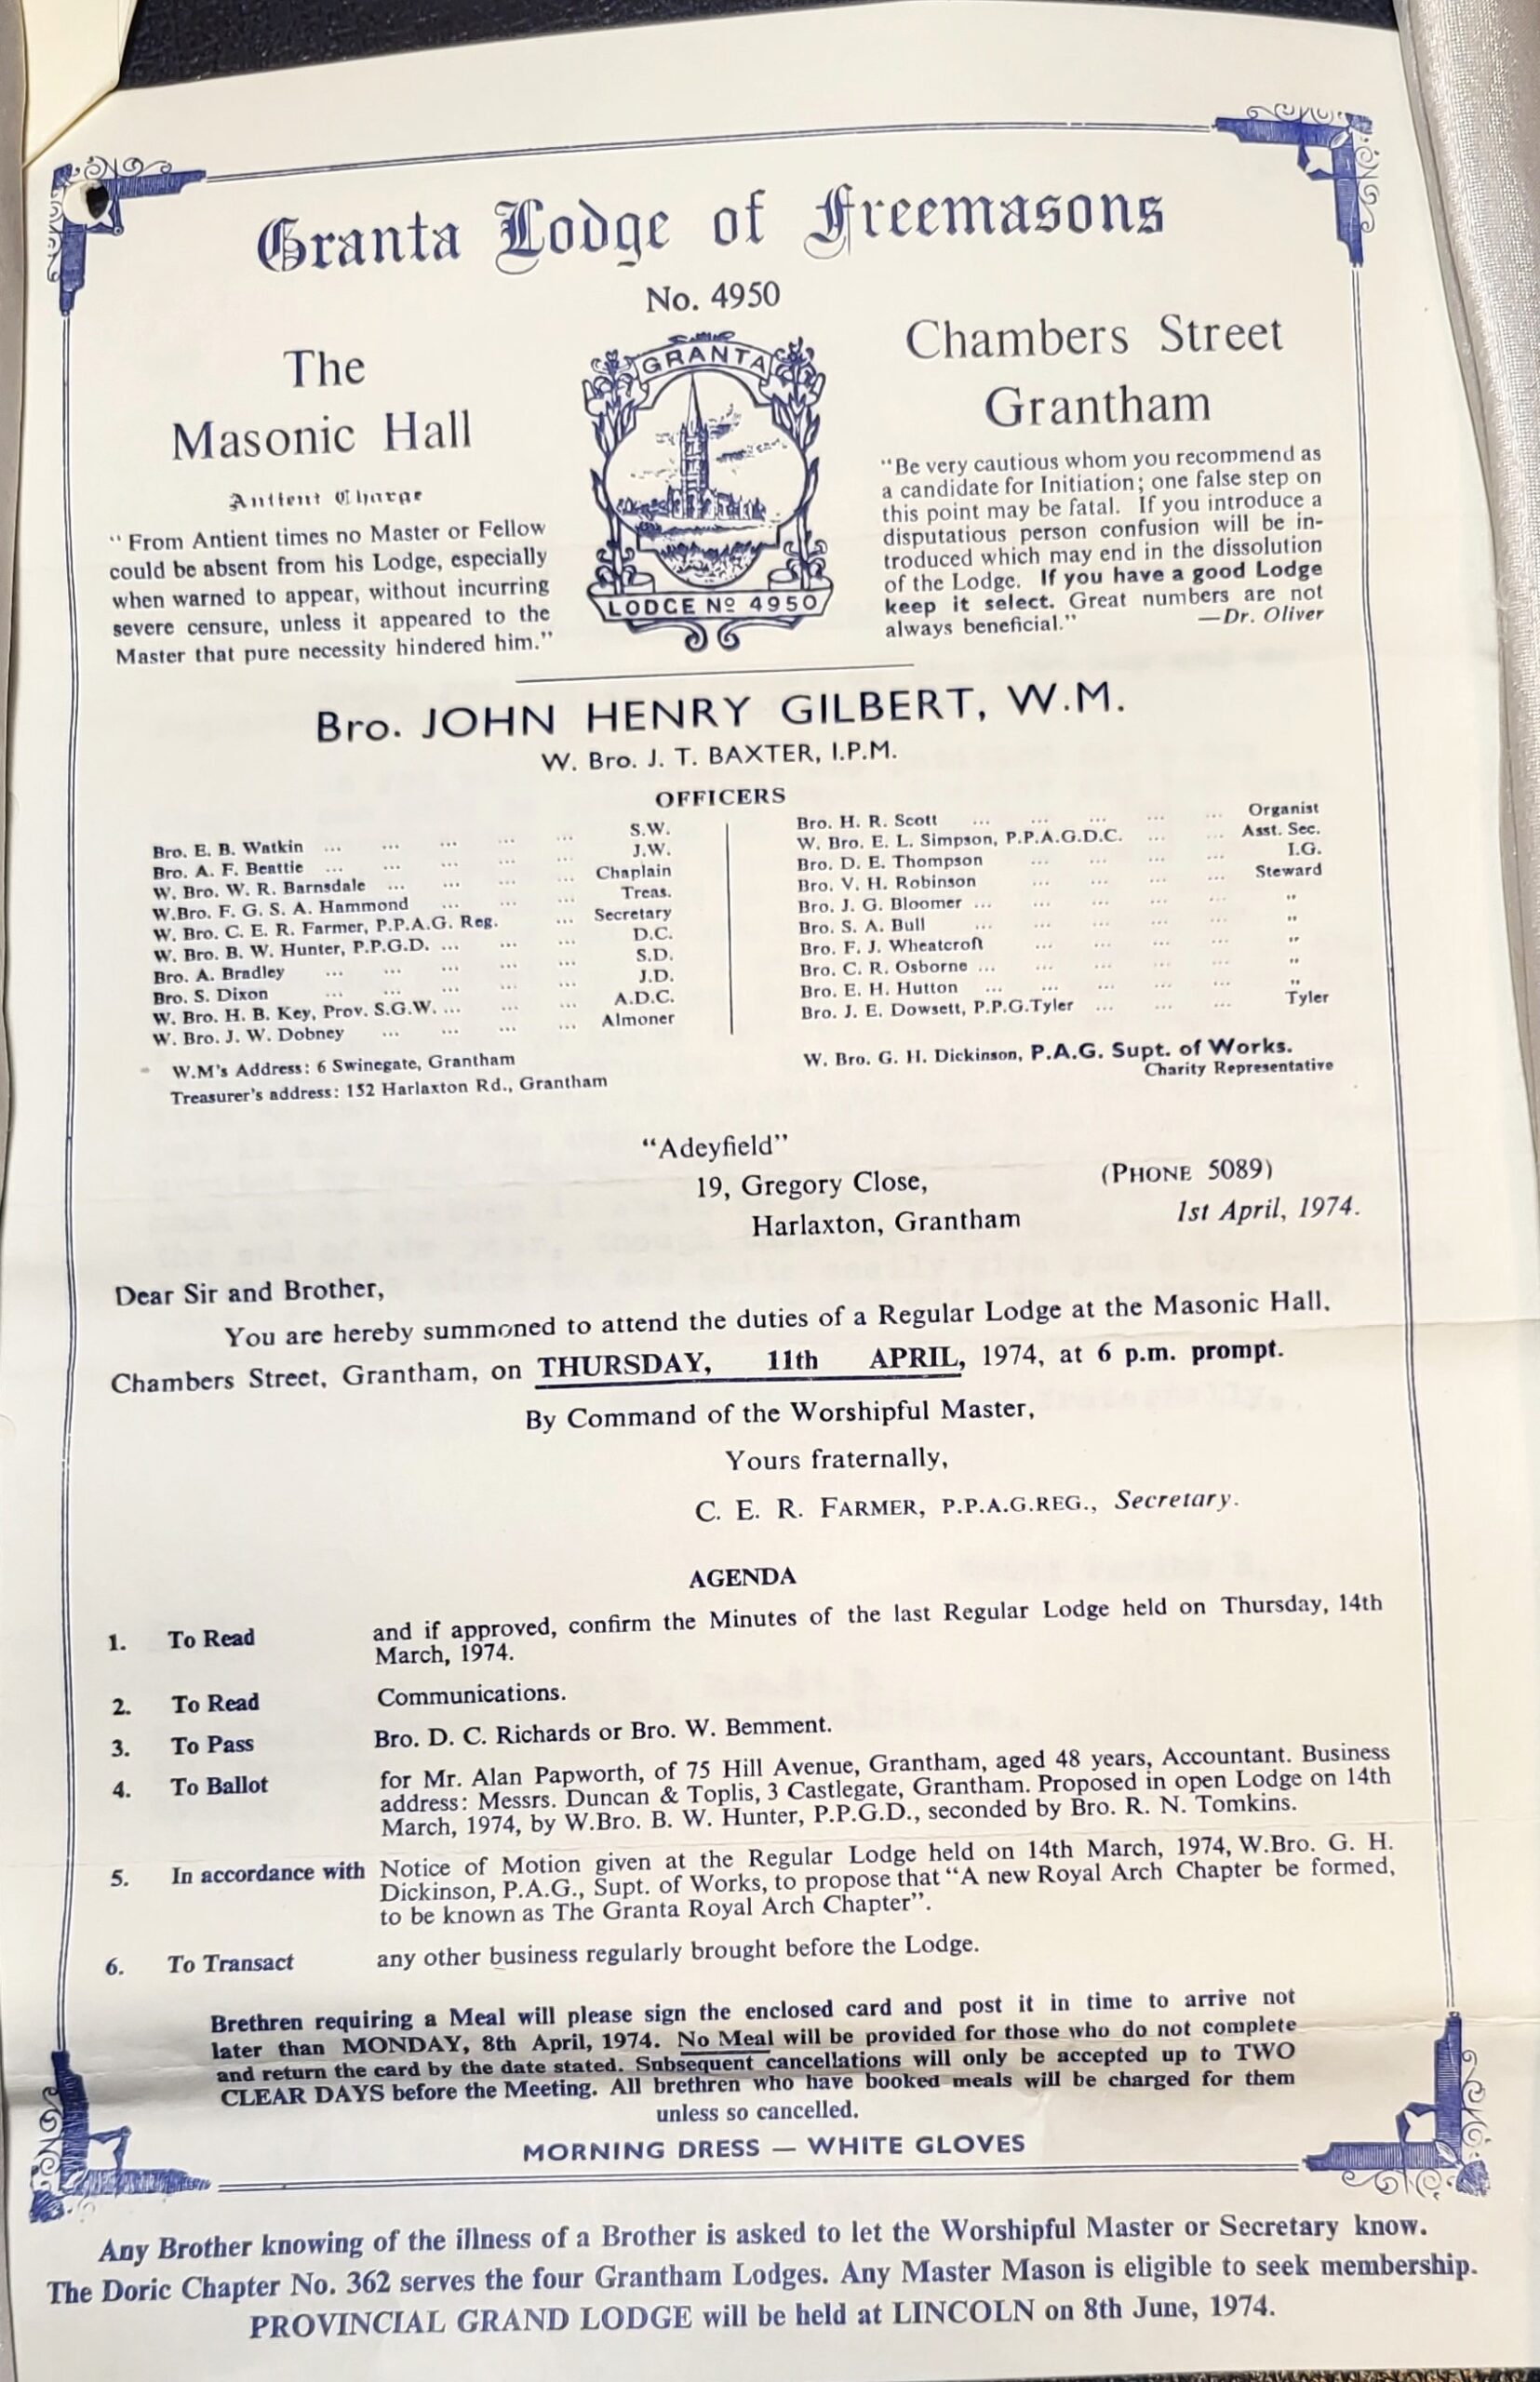 Granta Lodge of Freemasons
No. 4950
The
Masonic Hall
GRANTA
LODGE Nº 4950
Chambers Street
Grantham
Antient Charge
"From Antient times no Master or Fellow
could be absent from his Lodge, especially
when warned to appear, without incurring
severe censure, unless it appeared to the
Master that pure necessity hindered him."
"Be very cautious whom you recommend as
a candidate for Initiation; one false step on
this point may be fatal. If you introduce a
disputatious person confusion will be in-
troduced which may end in the dissolution
of the Lodge. If you have a good Lodge
keep it select. Great numbers are not
always beneficial." —Dr. Oliver
Bro. JOHN HENRY GILBERT, W.M.
W. Bro. J. T. BAXTER, I.P.M.
OFFICERS
Bro. E. B. Watkin ... ... ... ... ... S.W.
Bro. A. F. Beattie ... ... ... ... ... J.W.
W. Bro. W. R. Barnsdale ... ... ... ... Chaplain
W.Bro. F. G. S. A. Hammond ... ... ... Treas.
W. Bro. C. E. R. Farmer, P.P.A.G. Reg. ... Secretary
W. Bro. B. W. Hunter, P.P.G.D. ... ... ... D.C.
Bro. A. Bradley ... ... ... ... ... S.D.
Bro. S. Dixon ... ... ... ... ... J.D.
W. Bro. H. B. Key, Prov. S.G.W. ... ... ... A.D.C.
W. Bro. J. W. Dobney ... ... ... ... Almoner
Bro. H. R. Scott ... ... ... ... ... Organist
W. Bro. E. L. Simpson, P.P.A.G.D.C. ... ... Asst. Sec.
Bro. D. E. Thompson ... ... ... ... I.G.
Bro. V. H. Robinson ... ... ... ... Steward
Bro. J. G. Bloomer ... ... ... ... ... "
Bro. S. A. Bull ... ... ... ... ... "
Bro. F. J. Wheatcroft ... ... ... ... "
Bro. C. R. Osborne ... ... ... ... ... "
Bro. E. H. Hutton ... ... ... ... ... "
Bro. J. E. Dowsett, P.P.G.Tyler ... ... ... Tyler
W.M's Address: 6 Swinegate, Grantham
Treasurer's address: 152 Harlaxton Rd., Grantham
W. Bro. G. H. Dickinson, P.A.G. Supt. of Works.
Charity Representative
"Adeyfield"
19, Gregory Close, (PHONE 5089)
Harlaxton, Grantham 1st April, 1974.
Dear Sir and Brother,
You are hereby summoned to attend the duties of a Regular Lodge at the Masonic Hall,
Chambers Street, Grantham, on THURSDAY, 11th APRIL, 1974, at 6 p.m. prompt.
By Command of the Worshipful Master,
Yours fraternally,
C. E. R. FARMER, P.P.A.G.REG., Secretary.
AGENDA
1. To Read and if approved, confirm the Minutes of the last Regular Lodge held on Thursday, 14th
March, 1974.
2. To Read Communications.
3. To Pass Bro. D. C. Richards or Bro. W. Bemment.
4. To Ballot for Mr. Alan Papworth, of 75 Hill Avenue, Grantham, aged 48 years, Accountant. Business
address: Messrs. Duncan & Toplis, 3 Castlegate, Grantham. Proposed in open Lodge on 14th
March, 1974, by W.Bro. B. W. Hunter, P.P.G.D., seconded by Bro. R. N. Tomkins.
5. In accordance with Notice of Motion given at the Regular Lodge held on 14th March, 1974, W.Bro. G. H.
Dickinson, P.A.G., Supt. of Works, to propose that "A new Royal Arch Chapter be formed,
to be known as The Granta Royal Arch Chapter".
6. To Transact any other business regularly brought before the Lodge.
Brethren requiring a Meal will please sign the enclosed card and post it in time to arrive not
later than MONDAY, 8th April, 1974. No Meal will be provided for those who do not complete
and return the card by the date stated. Subsequent cancellations will only be accepted up to TWO
CLEAR DAYS before the Meeting. All brethren who have booked meals will be charged for them
unless so cancelled.
MORNING DRESS — WHITE GLOVES
Any Brother knowing of the illness of a Brother is asked to let the Worshipful Master or Secretary know.
The Doric Chapter No. 362 serves the four Grantham Lodges. Any Master Mason is eligible to seek membership.
PROVINCIAL GRAND LODGE will be held at LINCOLN on 8th June, 1974.